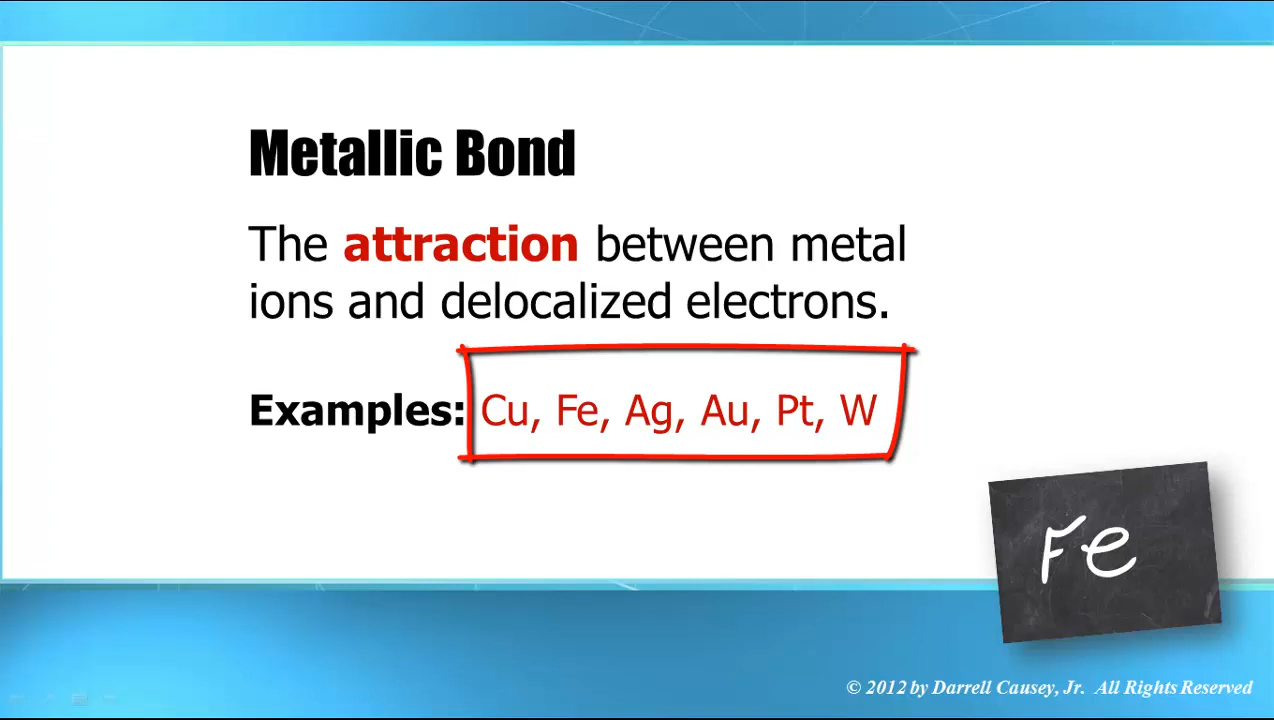 Metallic Bond
The attraction between metal
ions and delocalized electrons.
Examples: Cu, Fe, Ag, Au, Pt, W
Fe
© 2012 by Darrell Causey, Jr. All Rights Reserved